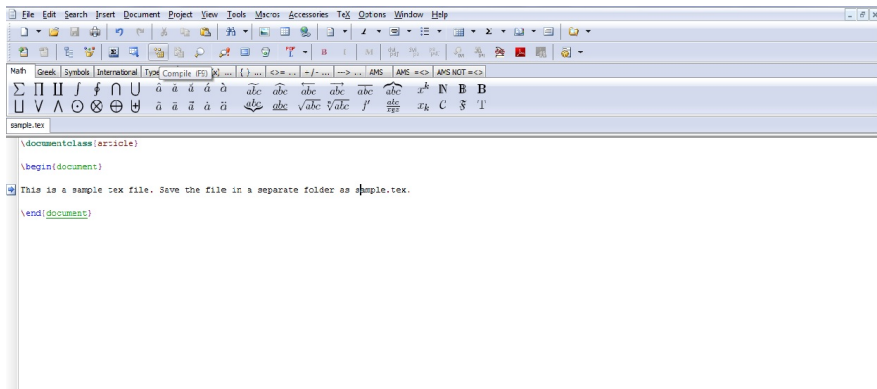 File Edit Search Insert Document Project View Tools Macros Accessories TeX Options Window Help
Math Greek Symbols International Compile (F9) { } ... <>= ... -/- ... ---> .. AMS AMS =<> AMS NOT =<>
sample.tex
\documentclass{article}
\begin{document}
This is a sample tex file. Save the file in a separate folder as sample.tex.
\end{document}